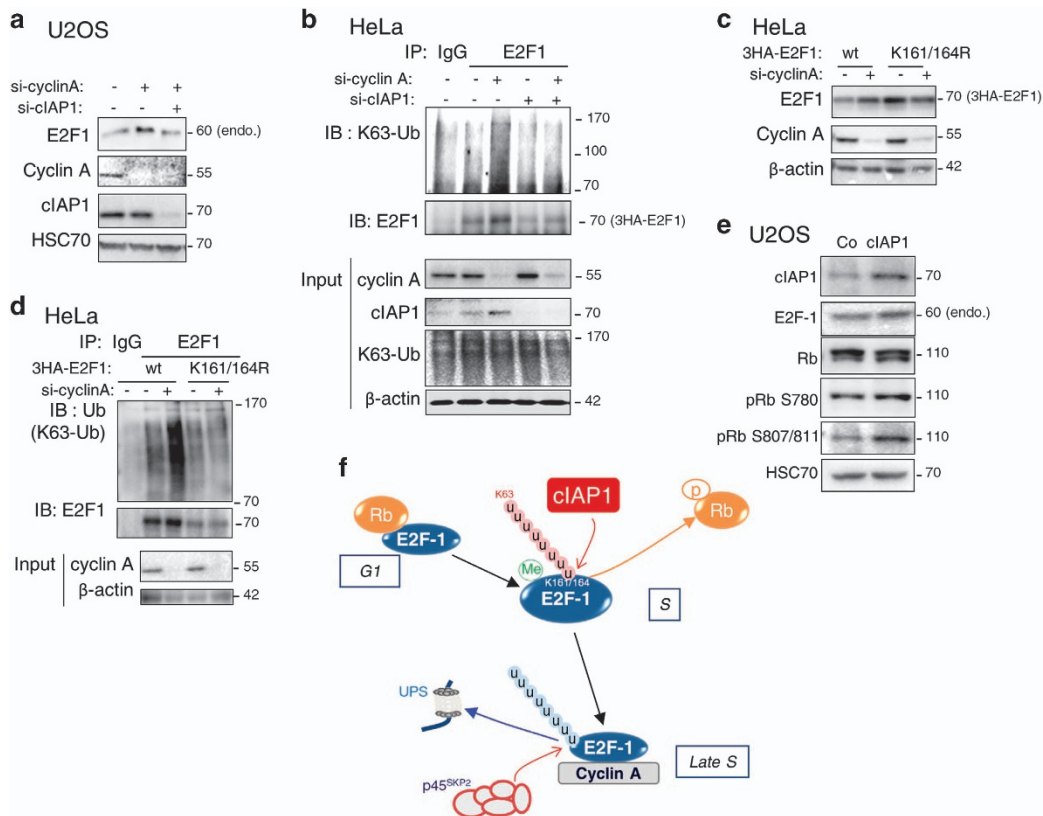 a U2OS
si-cyclinA: - + +
si-cIAP1: - - +
E2F1 60 (endo.)
Cyclin A 55
cIAP1 70
HSC70 70
b HeLa
IP: IgG E2F1
si-cyclin A: - - + - +
si-cIAP1: - - - + +
IB : K63-Ub 170
100
70
IB: E2F1 70 (3HA-E2F1)
Input cyclin A 55
cIAP1 70
K63-Ub 170
β-actin 42
c HeLa
3HA-E2F1: wt K161/164R
si-cyclinA: - + - +
E2F1 70 (3HA-E2F1)
Cyclin A 55
β-actin 42
d HeLa
IP: IgG E2F1
3HA-E2F1: wt K161/164R
si-cyclinA: - - + - +
IB : Ub 170
(K63-Ub)
70
IB: E2F1 70
Input cyclin A 55
β-actin 42
e U2OS
Co cIAP1
cIAP1 70
E2F-1 60 (endo.)
Rb 110
pRb S780 110
pRb S807/811 110
HSC70 70
f
Rb
E2F-1
G1
K63
u u u u u u u u u
cIAP1
Me
K161/164
E2F-1
S
p
Rb
UPS
u u u u u u u u u
E2F-1
Cyclin A
Late S
p45SKP2